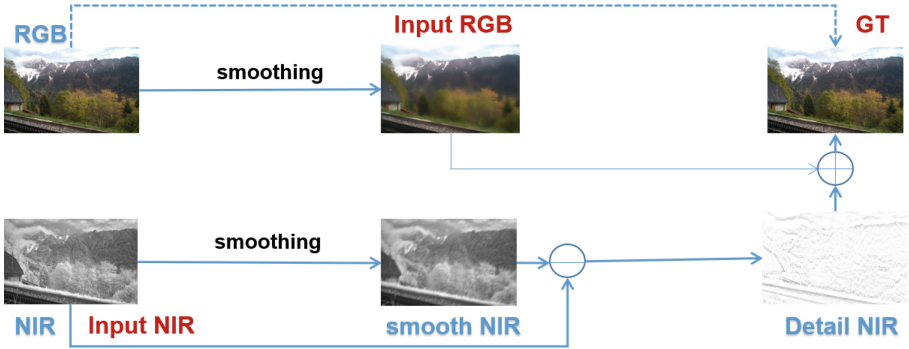 RGB
Input RGB
GT
smoothing
smoothing
NIR
Input NIR
smooth NIR
Detail NIR